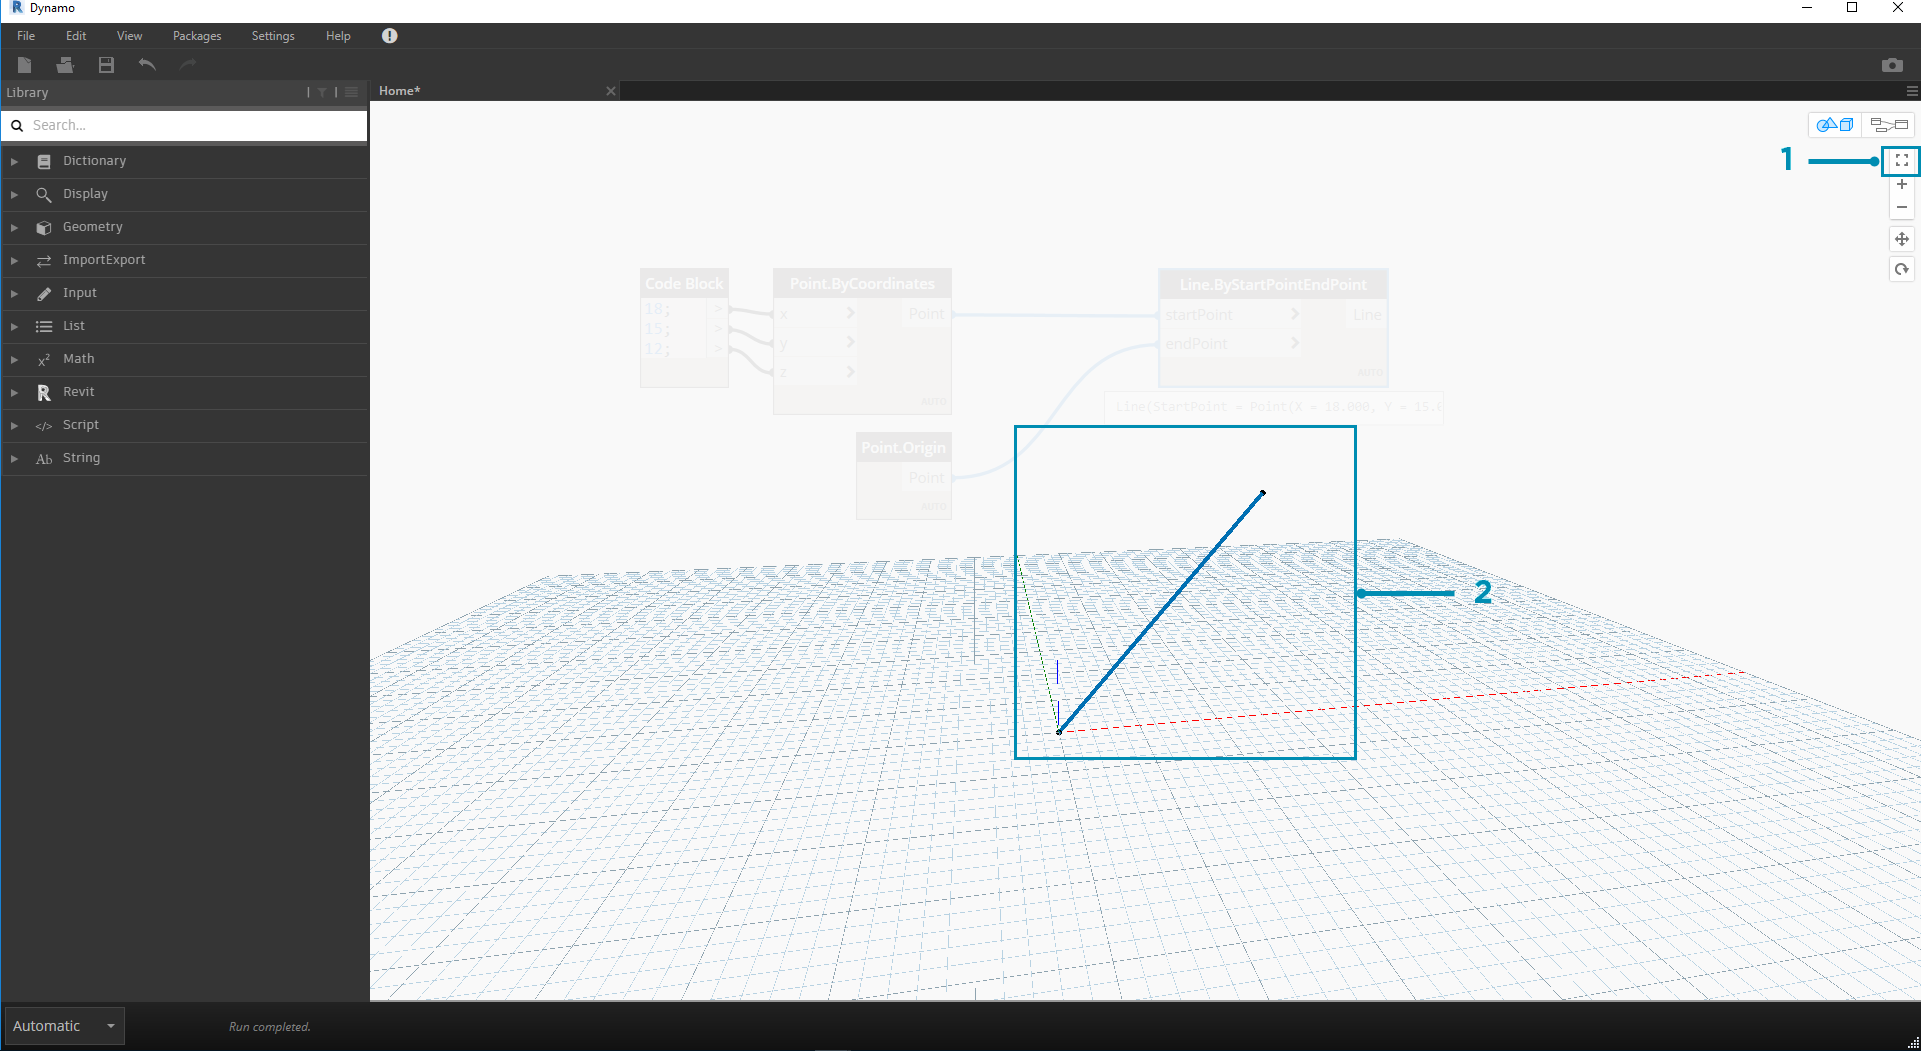 Dynamo
File Edit View Packages Settings Help
Library
Home*
Search...
Dictionary
Display
Geometry
ImportExport
Input
List
Math
Revit
Script
String
1
Code Block
18; >
15; >
12; >
Point.ByCoordinates
x > Point
y >
z >
AUTO
Line.ByStartPointEndPoint
startPoint > Line
endPoint >
AUTO
Line(StartPoint = Point(X = 18.000, Y = 15.
Point.Origin
Point
AUTO
2
Automatic
Run completed.